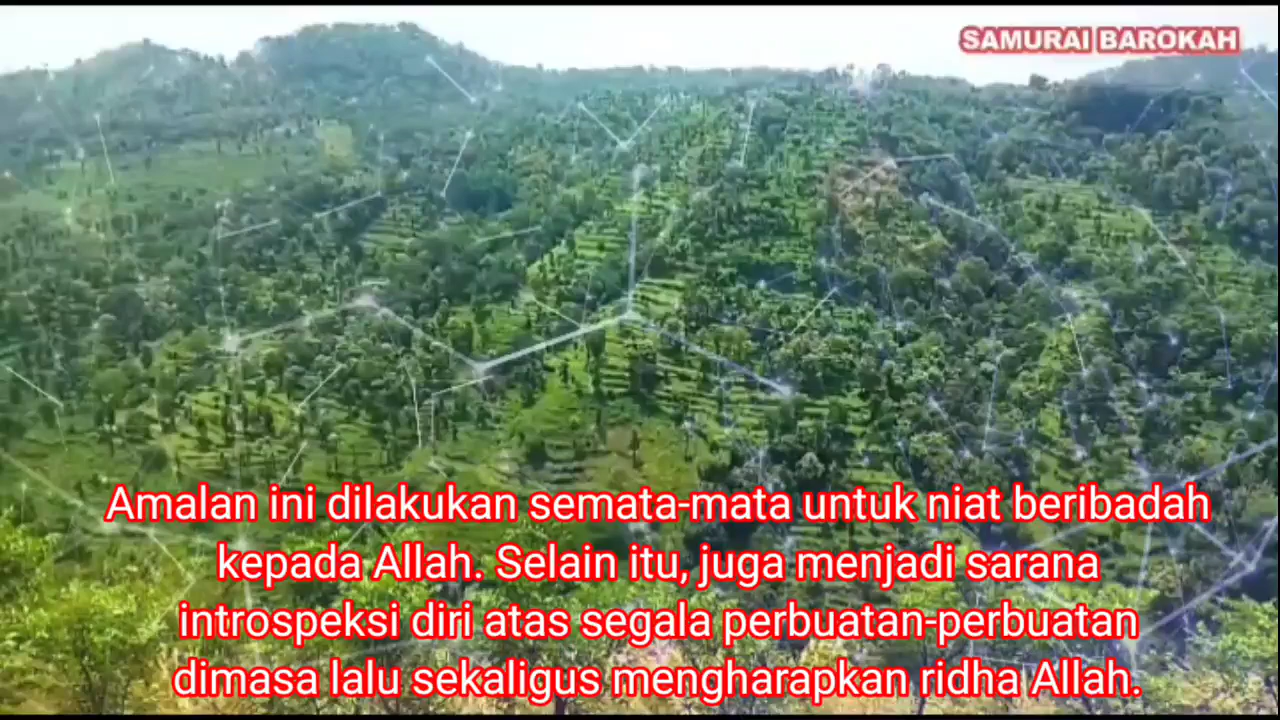 SAMURAI BAROKAH
Amalan ini dilakukan semata-mata untuk niat beribadah
kepada Allah. Selain itu, juga menjadi sarana
introspeksi diri atas segala perbuatan-perbuatan
dimasa lalu sekaligus mengharapkan ridha Allah.